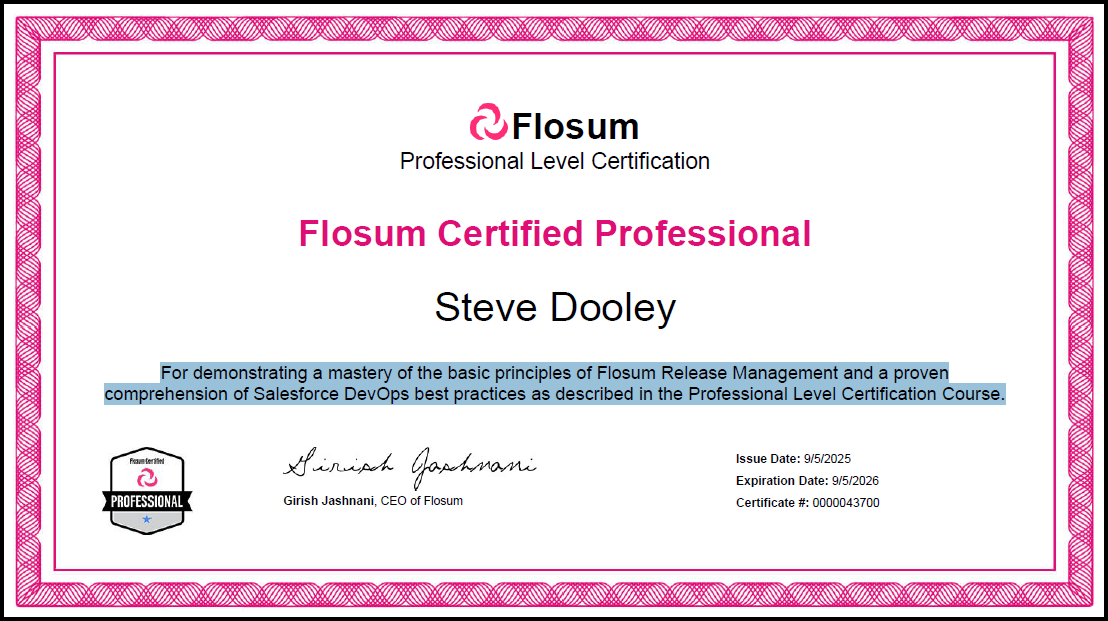 Flosum
Professional Level Certification
Flosum Certified Professional
Steve Dooley
For demonstrating a mastery of the basic principles of Flosum Release Management and a proven
comprehension of Salesforce DevOps best practices as described in the Professional Level Certification Course.
Flosum Certified
PROFESSIONAL
Girish Jashnani
Girish Jashnani, CEO of Flosum
Issue Date: 9/5/2025
Expiration Date: 9/5/2026
Certificate #: 0000043700